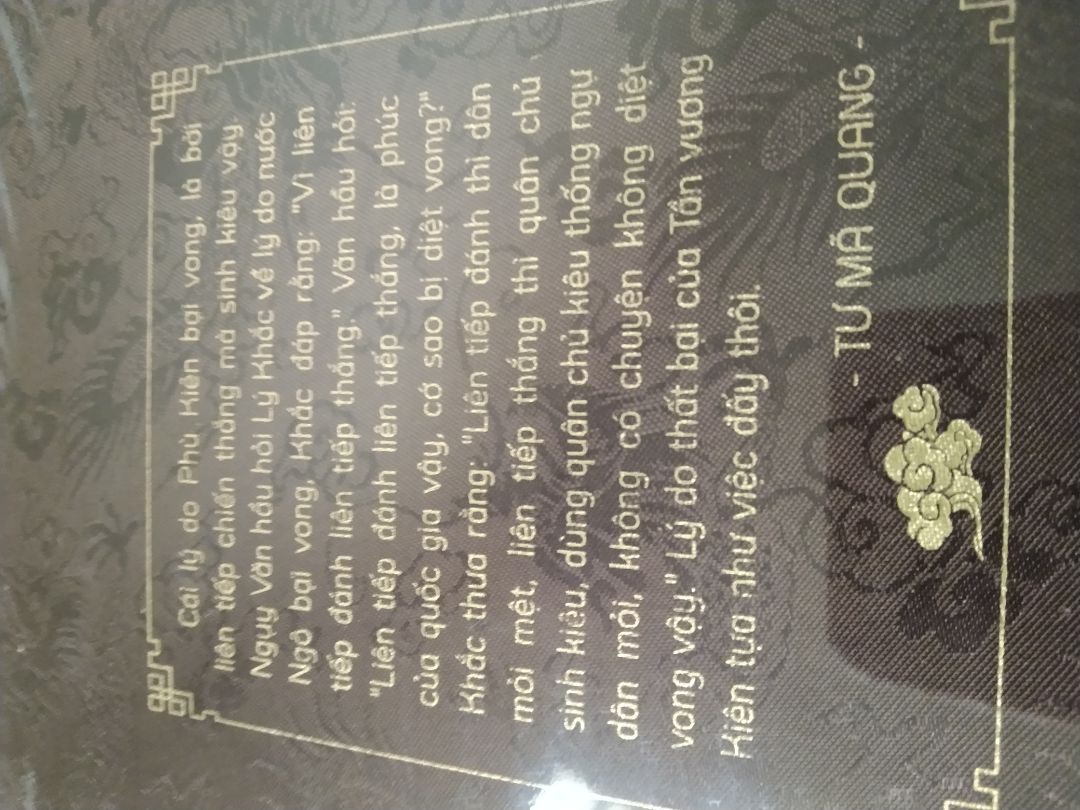 Cái lý do Phù Kiên bại vong, là bởi
liên tiếp chiến thắng mà sinh kiêu vậy.
Ngụy Văn hầu hỏi Lý Khắc về lý do nước
Ngô bại vong, Khắc đáp rằng: "Vì liên
tiếp đánh liên tiếp thắng." Văn hầu hỏi:
"Liên tiếp đánh liên tiếp thắng, là phúc
của quốc gia vậy, cớ sao bị diệt vong?"
Khắc thưa rằng: "Liên tiếp đánh thì dân
mỏi mệt, liên tiếp thắng thì quân chủ
sinh kiêu, dùng quân chủ kiêu thống ngự
dân mỏi, không có chuyện không diệt
vong vậy." Lý do thất bại của Tần vương
Kiên tựa như việc đấy thôi.
- TƯ MÃ QUANG -